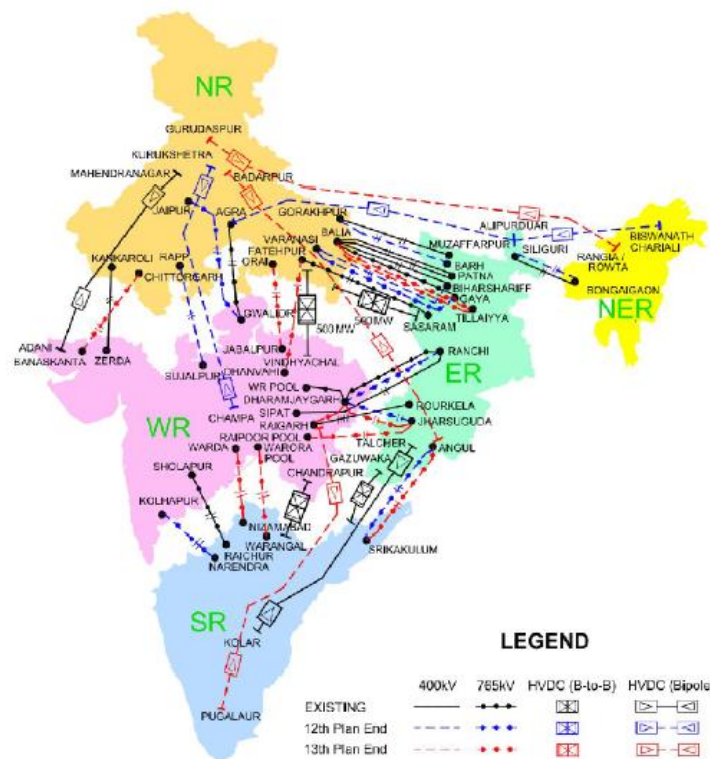 NR
GURUDASPUR
KURUKSHETRA
MAHENDRANAGAR
BADARPUR
JAIPUR
AGRA
GORAKHPUR
BALIA
ALIPURDUAR
SILIGURI
BISWANATH
CHARIALI
RANGIA /
ROWTA
BONGAIGAON
NER
MUZAFFARPUR
VARANASI
FATEHPUR
ORAI
BARH
PATNA
BIHARSHARIFF
GAYA
TILLAIYYA
SASARAM
KANKAROLI
RAPP
CHITTORGARH
GWALIOR
500 MW
500MW
ADANI
BANASKANTA
ZERDA
SUJALPUR
JABALPUR
VINDHYACHAL
DHANVAHI
RANCHI
ER
WR POOL
DHARAMJAYGARH
SIPAT
ROURKELA
CHAMPA
RAIGARH
JHARSUGUDA
WR
RAIPOOR POOL
TALCHER
WARDA
WARORA
POOL
GAZUWAKA
ANGUL
CHANDRAPUR
SHOLAPUR
KOLHAPUR
NIZAMABAD
WARANGAL
SRIKAKULUM
RAICHUR
NARENDRA
SR
KOLAR
PUGALAUR
LEGEND
400kV 765kV HVDC (B-to-B) HVDC (Bipole
EXISTING
12th Plan End
13th Plan End